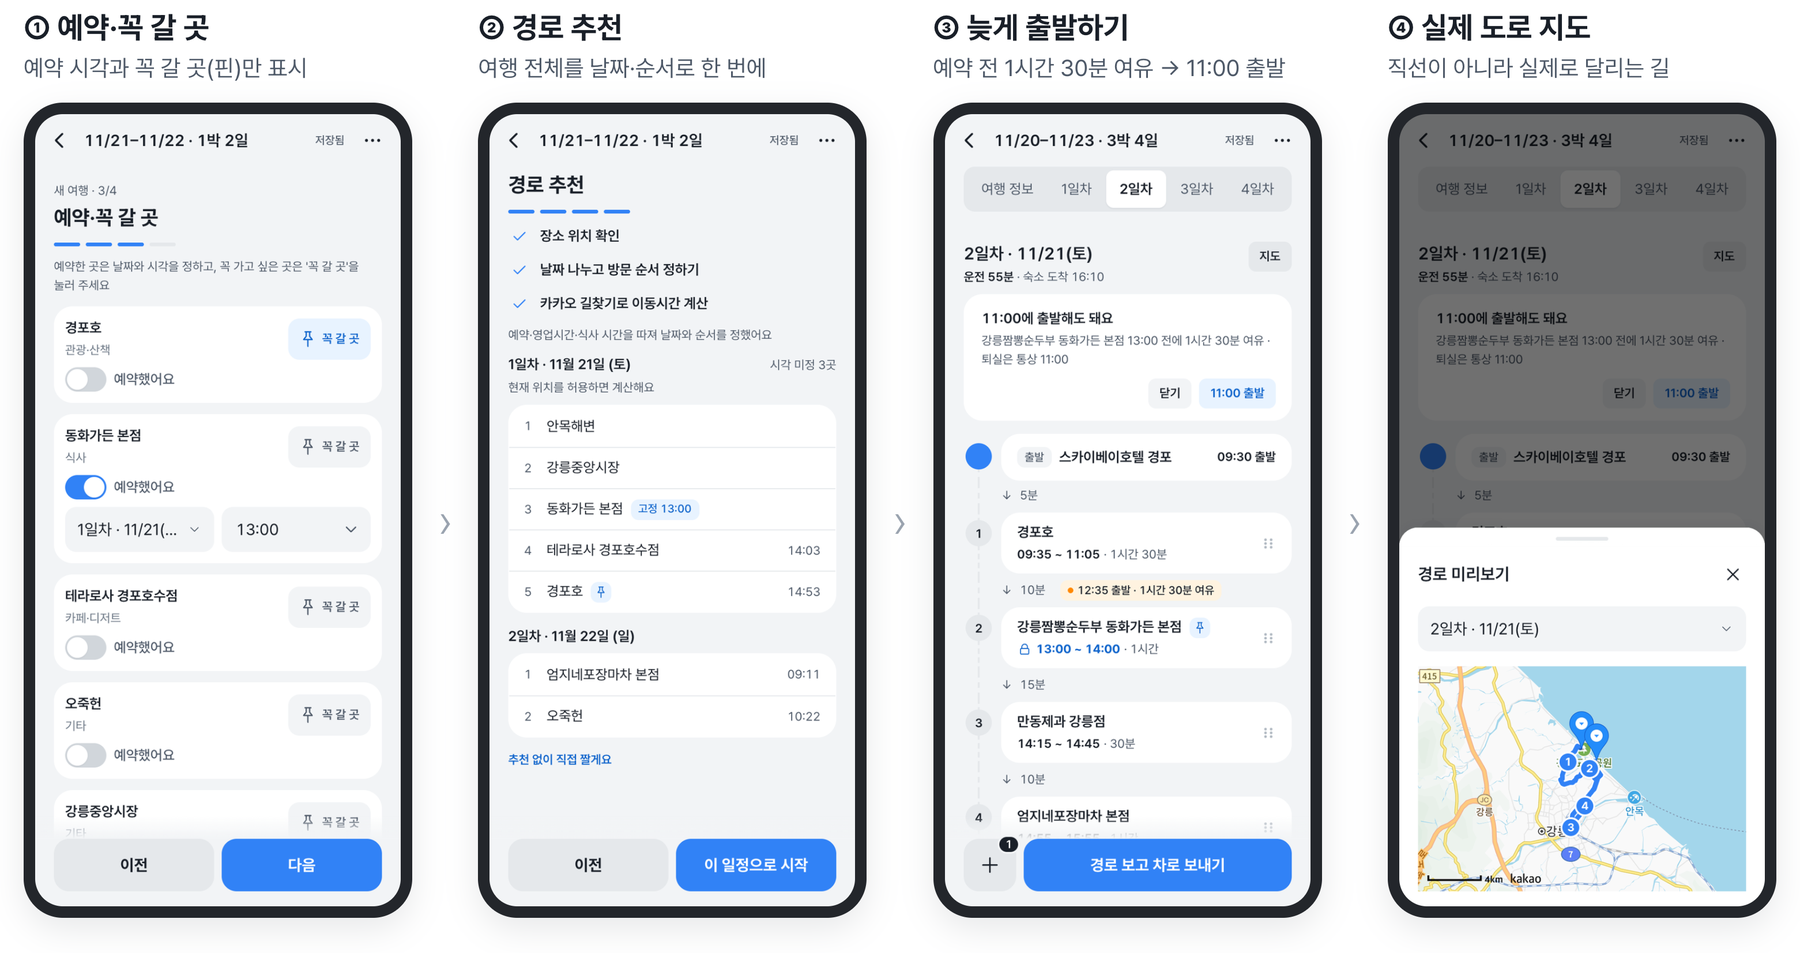 ① 예약·꼭 갈 곳
예약 시각과 꼭 갈 곳(핀)만 표시
11/21–11/22 · 1박 2일
저장됨
새 여행 · 3/4
예약·꼭 갈 곳
예약한 곳은 날짜와 시각을 정하고, 꼭 가고 싶은 곳은 '꼭 갈 곳'을
눌러 주세요
경포호
관광·산책
꼭 갈 곳
예약했어요
동화가든 본점
식사
꼭 갈 곳
예약했어요
1일차 · 11/21(...
13:00
테라로사 경포호수점
카페·디저트
꼭 갈 곳
예약했어요
오죽헌
기타
꼭 갈 곳
예약했어요
강릉중앙시장
기타
꼭 갈 곳
이전
다음
② 경로 추천
여행 전체를 날짜·순서로 한 번에
11/21–11/22 · 1박 2일
저장됨
경로 추천
장소 위치 확인
날짜 나누고 방문 순서 정하기
카카오 길찾기로 이동시간 계산
예약·영업시간·식사 시간을 따져 날짜와 순서를 정했어요
1일차 · 11월 21일 (토)
시각 미정 3곳
현재 위치를 허용하면 계산해요
1 안목해변
2 강릉중앙시장
3 동화가든 본점 고정 13:00
4 테라로사 경포호수점 14:03
5 경포호 14:53
2일차 · 11월 22일 (일)
1 엄지네포장마차 본점 09:11
2 오죽헌 10:22
추천 없이 직접 짤게요
이전
이 일정으로 시작
③ 늦게 출발하기
예약 전 1시간 30분 여유 → 11:00 출발
11/20–11/23 · 3박 4일
저장됨
여행 정보 1일차 2일차 3일차 4일차
2일차 · 11/21(토)
지도
운전 55분 · 숙소 도착 16:10
11:00에 출발해도 돼요
강릉짬뽕순두부 동화가든 본점 13:00 전에 1시간 30분 여유 ·
퇴실은 통상 11:00
닫기
11:00 출발
출발 스카이베이호텔 경포 09:30 출발
↓ 5분
1 경포호
09:35 ~ 11:05 · 1시간 30분
↓ 10분 12:35 출발 · 1시간 30분 여유
2 강릉짬뽕순두부 동화가든 본점
13:00 ~ 14:00 · 1시간
↓ 15분
3 만동제과 강릉점
14:15 ~ 14:45 · 30분
↓ 10분
4 엄지네포장마차 본점
1
+
경로 보고 차로 보내기
④ 실제 도로 지도
직선이 아니라 실제로 달리는 길
11/20–11/23 · 3박 4일
저장됨
여행 정보 1일차 2일차 3일차 4일차
2일차 · 11/21(토)
지도
운전 55분 · 숙소 도착 16:10
11:00에 출발해도 돼요
강릉짬뽕순두부 동화가든 본점 13:00 전에 1시간 30분 여유 ·
퇴실은 통상 11:00
닫기
11:00 출발
출발 스카이베이호텔 경포 09:30 출발
↓ 5분
경로 미리보기
2일차 · 11/21(토)
415
1
2
JC
강릉
4
안목
3
7
4km
kakao